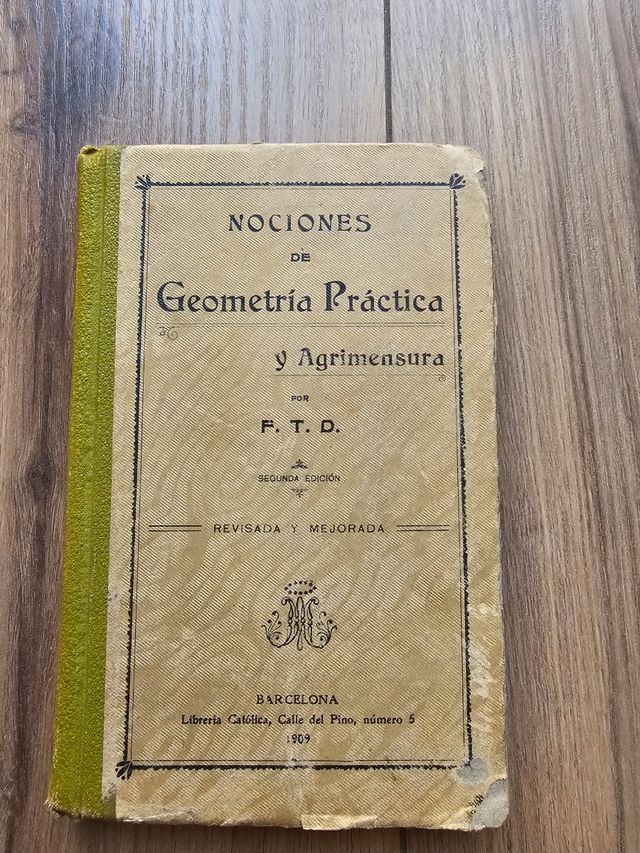 NOCIONES
DE
Geometría Práctica
y Agrimensura
POR
F. T. D.
SEGUNDA EDICIÓN
REVISADA Y MEJORADA
BARCELONA
Librería Católica, Calle del Pino, número 5
1909